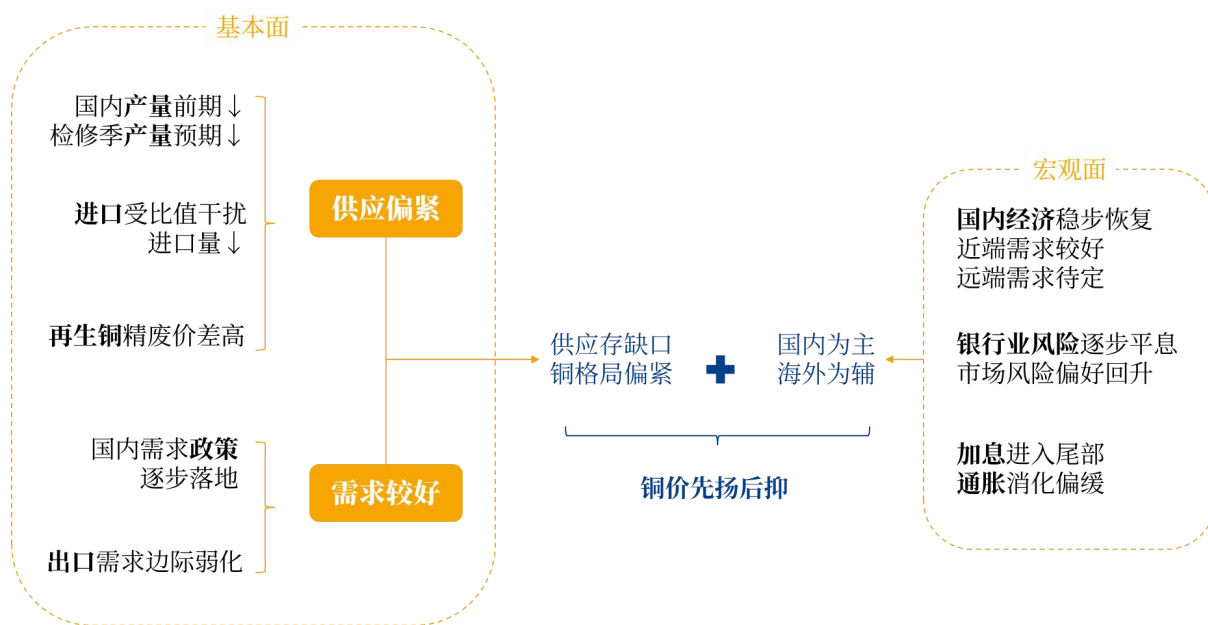 基本面
国内产量前期↓
检修季产量预期↓
进口受比值干扰
进口量↓
再生铜精废价差高
供应偏紧
国内需求政策
逐步落地
出口需求边际弱化
需求较好
供应存缺口
铜格局偏紧
国内为主
海外为辅
铜价先扬后抑
宏观面
国内经济稳步恢复
近端需求较好
远端需求待定
银行业风险逐步平息
市场风险偏好回升
加息进入尾部
通胀消化偏缓